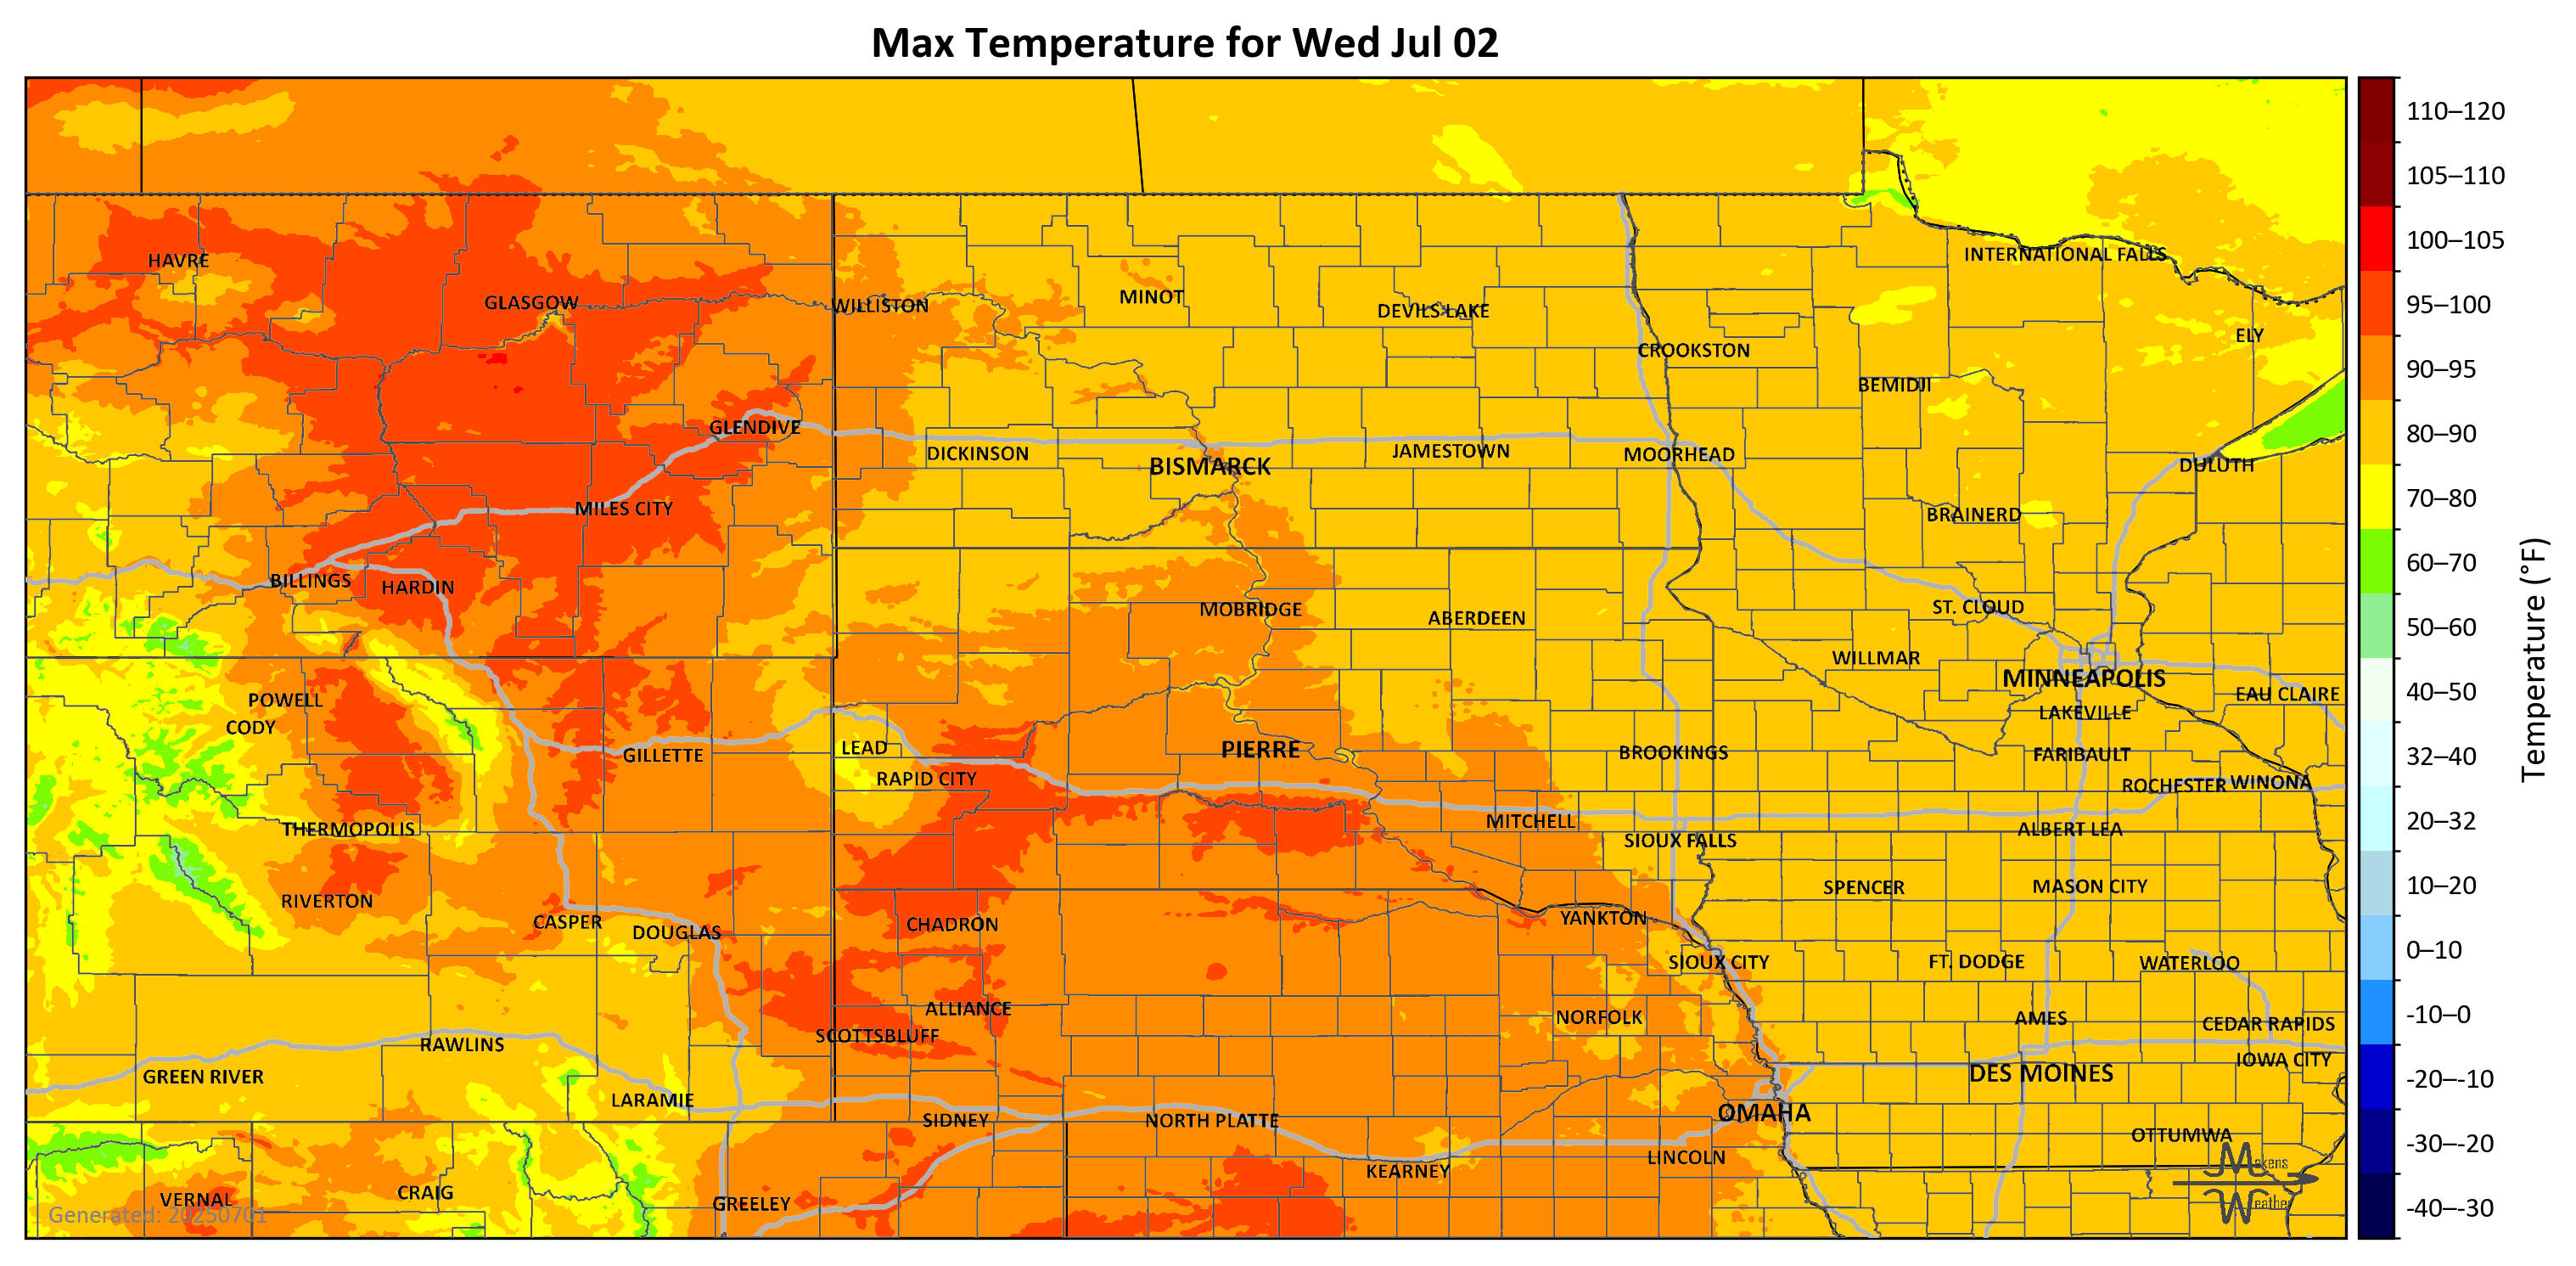 Max Temperature for Wed Jul 02
HAVRE
INTERNATIONAL FALLS
GLASGOW
WILLISTON
MINOT
DEVILS LAKE
ELY
CROOKSTON
BEMIDJI
GLENDIVE
DICKINSON
BISMARCK
JAMESTOWN
MOORHEAD
DULUTH
MILES CITY
BRAINERD
BILLINGS
HARDIN
MOBRIDGE
ABERDEEN
ST. CLOUD
WILLMAR
MINNEAPOLIS
EAU CLAIRE
POWELL
CODY
LAKEVILLE
GILLETTE
LEAD
PIERRE
BROOKINGS
FARIBAULT
RAPID CITY
ROCHESTER
WINONA
THERMOPOLIS
MITCHELL
SIOUX FALLS
ALBERT LEA
RIVERTON
SPENCER
MASON CITY
CASPER
DOUGLAS
CHADRON
YANKTON
SIOUX CITY
FT. DODGE
WATERLOO
ALLIANCE
NORFOLK
AMES
CEDAR RAPIDS
SCOTTSBLUFF
RAWLINS
IOWA CITY
GREEN RIVER
DES MOINES
LARAMIE
SIDNEY
NORTH PLATTE
OMAHA
OTTUMWA
KEARNEY
LINCOLN
VERNAL
CRAIG
GREELEY
Generated: 20250701
Makens
Weather
110–120
105–110
100–105
95–100
90–95
80–90
70–80
60–70
50–60
40–50
32–40
20–32
10–20
0–10
-10–0
-20–-10
-30–-20
-40–-30
Temperature (°F)